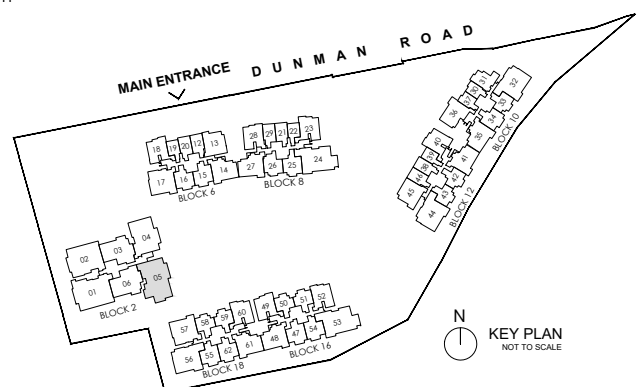 DUNMAN ROAD
MAIN ENTRANCE
18 19 20 12 13
28 29 21 22 23
17 16 15 14
27 26 25 24
BLOCK 6
BLOCK 8
31 30 37 36
32 33 34 35
BLOCK 10
40 39 38 46 45
41 42 43 44
BLOCK 12
02 03 04
01 06 05
BLOCK 2
57 58 59 60
49 50 51 52
56 55 62 61
48 47 54 53
BLOCK 18
BLOCK 16
N
KEY PLAN
NOT TO SCALE